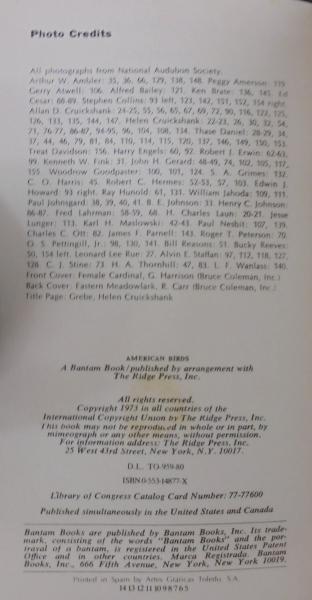 Photo Credits
All photographs from National Audubon Society.
Arthur W. Ambler: 35, 36, 66, 129, 138, 148. Peggy Amerson: 119.
Gerry Atwell: 106. Alfred Bailey: 121. Ken Brate: 136, 145. Ed
Cesar: 88-89. Stephen Collins: 93 left, 123, 142, 151, 152, 154 right.
Allan D. Cruickshank: 24-25, 55, 56, 65, 67, 69, 72, 90, 116, 122, 125,
126, 133, 135, 144, 147. Helen Cruickshank: 22-23, 26, 30, 32, 54,
71, 76-77, 86-87, 94-95, 96, 104, 108, 134. Thase Daniel: 28-29, 34,
37, 44, 46, 79, 81, 84, 110, 114, 115, 120, 137, 146, 149, 150, 153.
Treat Davidson: 156. Harry Engels: 60, 92. Robert J. Erwin: 62-63,
99. Kenneth W. Fink: 31. John H. Gerard: 48-49, 74, 102, 105, 117,
155. Woodrow Goodpaster: 100, 101, 124. S. A. Grimes: 132.
C. O. Harris: 45. Robert C. Hermes: 52-53, 57, 103. Edwin J.
Howard: 93 right. Ray Hunold: 61, 131. William Jahoda: 109, 111.
Paul Johnsgard: 38, 39, 40, 41. B. E. Johnson: 33. Henry C. Johnson:
86-87. Fred Lahrman: 58-59, 68. H. Charles Laun: 20-21. Jesse
Lunger: 113. Karl H. Maslowski: 42-43. Paul Nesbit: 107, 139.
Charles C. Ott: 82. James F. Parnell: 143. Roger T. Peterson: 70.
O. S. Pettingill, Jr.: 98, 130, 141. Bill Reasons: 51. Bucky Reeves:
50, 154 left. Leonard Lee Rue: 27. Alvin E. Staffan: 97, 112, 118, 127,
128. C. J. Stine: 73. H. A. Thornhill: 47, 83. L. F. Wanlass: 140.
Front Cover: Female Cardinal, G. Harrison (Bruce Coleman, Inc.)
Back Cover: Eastern Meadowlark, R. Carr (Bruce Coleman, Inc.)
Title Page: Grebe, Helen Cruickshank
AMERICAN BIRDS
A Bantam Book/published by arrangement with
The Ridge Press, Inc.
All rights reserved.
Copyright 1973 in all countries of the
International Copyright Union by The Ridge Press, Inc.
This book may not be reproduced in whole or in part, by
mimeograph or any other means, without permission.
For information address: The Ridge Press, Inc.
25 West 43rd Street, New York, N.Y. 10017.
D.L. TO-959-80
ISBN 0-553-14877-X
Library of Congress Catalog Card Number: 77-77600
Published simultaneously in the United States and Canada
Bantam Books are published by Bantam Books, Inc. Its trade-
mark, consisting of the words "Bantam Books" and the por-
trayal of a bantam, is registered in the United States Patent
Office and in other countries. Marca Registrada. Bantam
Books, Inc., 666 Fifth Avenue, New York, New York 10019.
Printed in Spain by Artes Gráficas Toledo, S.A.
14 13 12 11 10 9 8 7 6 5